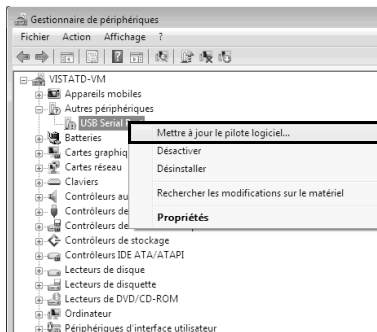 Gestionnaire de périphériques
Fichier Action Affichage ?
VISTATD-VM
Appareils mobiles
Autres périphériques
USB Serial
Mettre à jour le pilote logiciel...
Batteries
Désactiver
Cartes graphiq
Désinstaller
Cartes réseau
Claviers
Rechercher les modifications sur le matériel
Contrôleurs au
Contrôleurs de
Propriétés
Contrôleurs de
Contrôleurs de stockage
Contrôleurs IDE ATA/ATAPI
Lecteurs de disque
Lecteurs de disquette
Lecteurs de DVD/CD-ROM
Ordinateur
Périphériques d'interface utilisateur